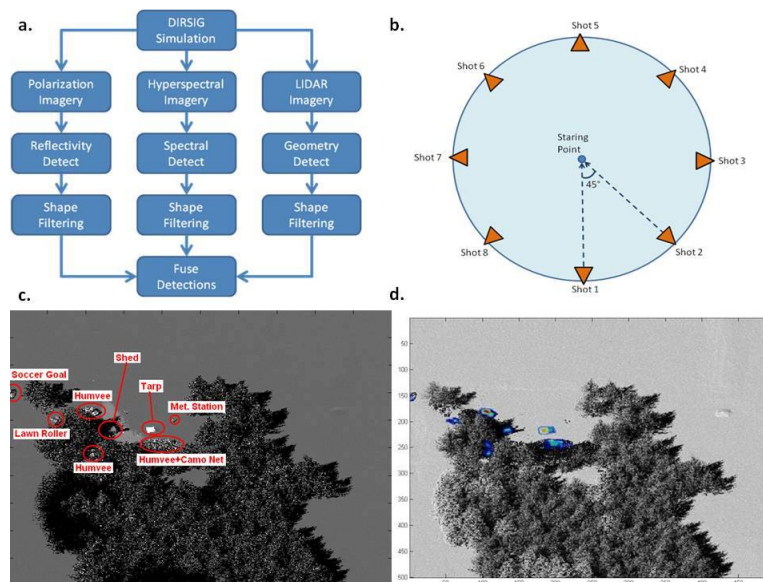 a.
DIRSIG
Simulation
Polarization
Imagery
Hyperspectral
Imagery
LIDAR
Imagery
Reflectivity
Detect
Spectral
Detect
Geometry
Detect
Shape
Filtering
Shape
Filtering
Shape
Filtering
Fuse
Detections
b.
Shot 5
Shot 6
Shot 4
Staring
Point
Shot 7
Shot 3
45°
Shot 8
Shot 2
Shot 1
c.
Shed
Soccer Goal
Humvee
Tarp
Met. Station
Lawn Roller
Humvee
Humvee+Camo Net
d.
50
100
150
200
250
300
350
400
450
500